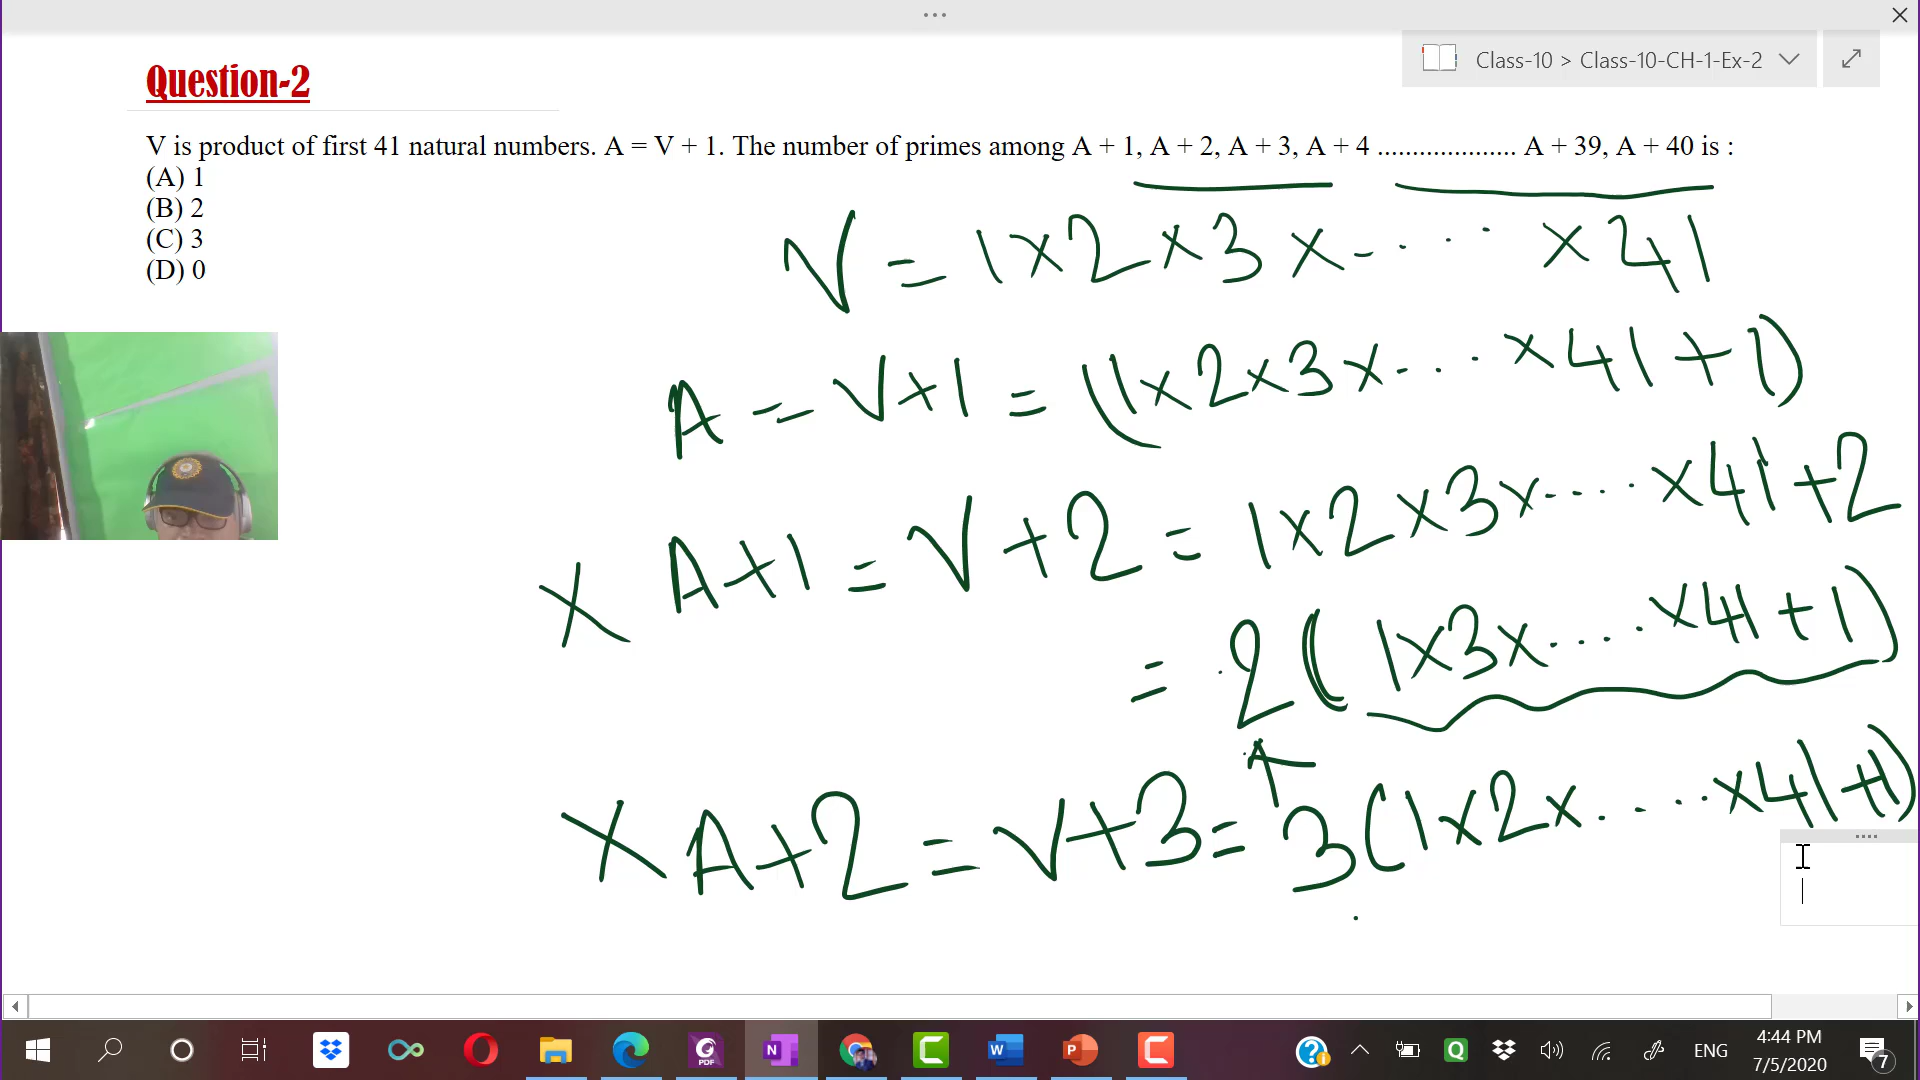 Class-10 > Class-10-CH-1-Ex-2
Question-2
V is product of first 41 natural numbers. A = V + 1. The number of primes among A + 1, A + 2, A + 3, A + 4 .................... A + 39, A + 40 is :
(A) 1
(B) 2
(C) 3
(D) 0
V = 1×2×3×.... ×41
A = V+1 = (1×2×3×... ×41+1)
X A+1 = V+2 = 1×2×3×.... ×41+2
= 2(1×3×.... ×41+1)
X A+2 = V+3 = 3(1×2×.... ×41+1)
PDF
N
W
P
Q
ENG
4:44 PM
7/5/2020
7